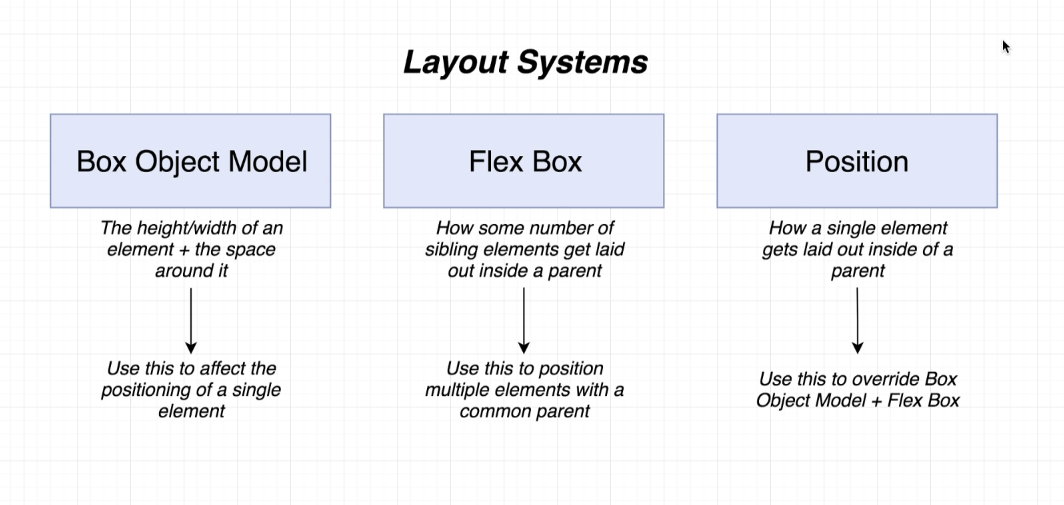 Layout Systems
Box Object Model
The height/width of an
element + the space
around it
Use this to affect the
positioning of a single
element
Flex Box
How some number of
sibling elements get laid
out inside a parent
Use this to position
multiple elements with a
common parent
Position
How a single element
gets laid out inside of a
parent
Use this to override Box
Object Model + Flex Box